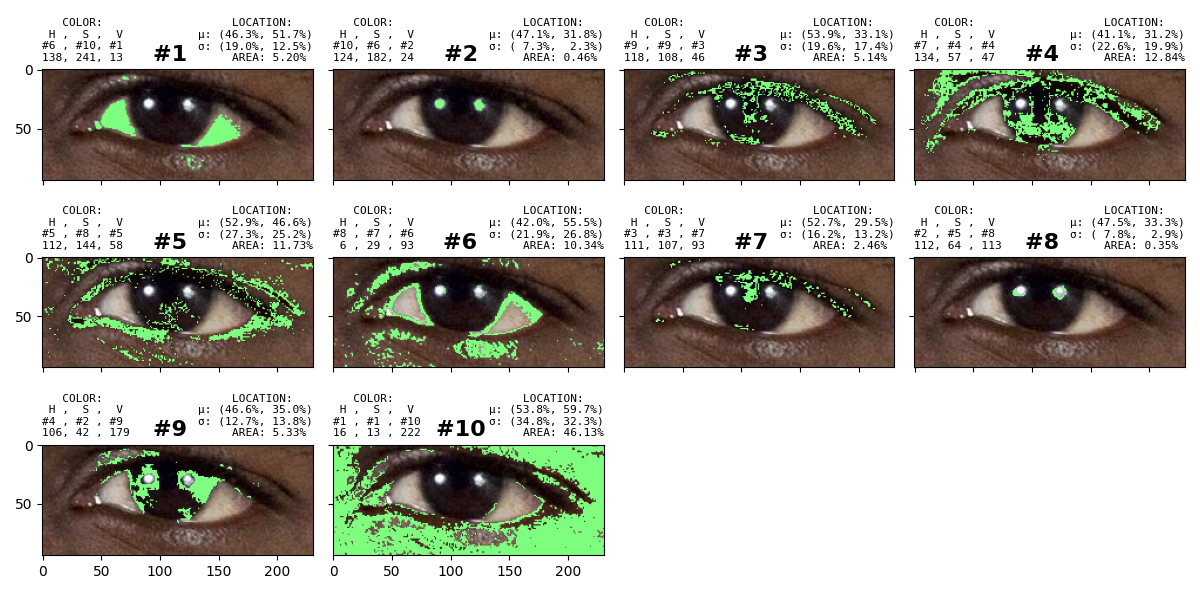 COLOR: LOCATION:
H , S , V μ: (46.3%, 51.7%)
#6 , #10, #1 #1 σ: (19.0%, 12.5%)
138, 241, 13 AREA: 5.20%
COLOR: LOCATION:
H , S , V μ: (47.1%, 31.8%)
#10, #6 , #2 #2 σ: ( 7.3%, 2.3%)
124, 182, 24 AREA: 0.46%
COLOR: LOCATION:
H , S , V μ: (53.9%, 33.1%)
#9 , #9 , #3 #3 σ: (19.6%, 17.4%)
118, 108, 46 AREA: 5.14%
COLOR: LOCATION:
H , S , V μ: (41.1%, 31.2%)
#7 , #4 , #4 #4 σ: (22.6%, 19.9%)
134, 57 , 47 AREA: 12.84%
0
50
COLOR: LOCATION:
H , S , V μ: (52.9%, 46.6%)
#5 , #8 , #5 #5 σ: (27.3%, 25.2%)
112, 144, 58 AREA: 11.73%
COLOR: LOCATION:
H , S , V μ: (42.0%, 55.5%)
#8 , #7 , #6 #6 σ: (21.9%, 26.8%)
6 , 29 , 93 AREA: 10.34%
COLOR: LOCATION:
H , S , V μ: (52.7%, 29.5%)
#3 , #3 , #7 #7 σ: (16.2%, 13.2%)
111, 107, 93 AREA: 2.46%
COLOR: LOCATION:
H , S , V μ: (47.5%, 33.3%)
#2 , #5 , #8 #8 σ: ( 7.8%, 2.9%)
112, 64 , 113 AREA: 0.35%
0
50
COLOR: LOCATION:
H , S , V μ: (46.6%, 35.0%)
#4 , #2 , #9 #9 σ: (12.7%, 13.8%)
106, 42 , 179 AREA: 5.33%
COLOR: LOCATION:
H , S , V μ: (53.8%, 59.7%)
#1 , #1 , #10 #10 σ: (34.8%, 32.3%)
16 , 13 , 222 AREA: 46.13%
0
50
0 50 100 150 200
0 50 100 150 200